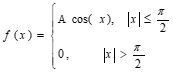 f(x) = { A cos( x), |x| ≤ π/2
0, |x| > π/2